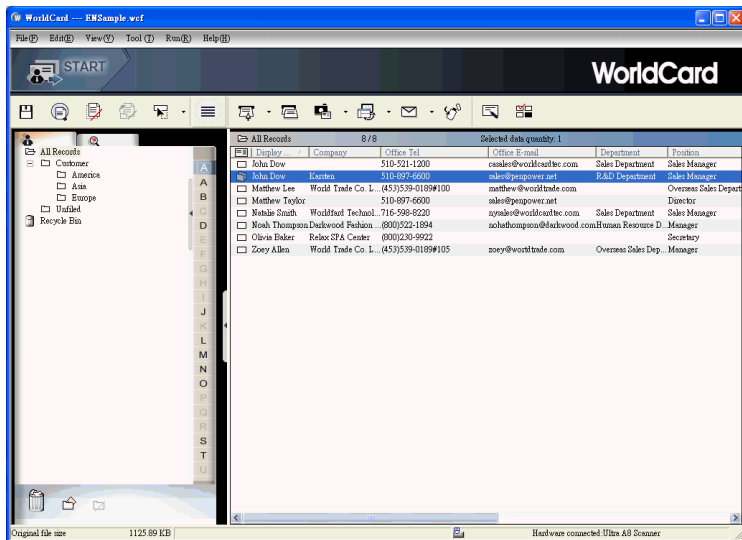 WorldCard --- ENSample.wcf
File(F) Edit(E) View(V) Tool (T) Run(R) Help(H)
START
WorldCard
All Records 8 / 8 Selected data quantity: 1
All Records
Customer
America
Asia
Europe
Unfiled
Recycle Bin
A
A
B
C
D
E
F
G
H
I
J
K
L
M
N
O
P
Q
R
S
T
U
Display ... Company Office Tel Office E-mail Department Position
John Dow 510-521-1200 casales@worldcardtec.com Sales Department Sales Manager
John Dow Karsten 510-897-6600 sales@penpower.net R&D Department Sales Manager
Matthew Lee World Trade Co. L... (453)539-0189#100 matthew@worldtrade.com Overseas Sales Depart
Matthew Taylor 510-897-6600 sales@penpower.net Director
Natalie Smith Worldfard Technol... 716-598-8220 nysales@worldcardtec.com Sales Department Sales Manager
Noah Thompson Darkwood Fashion ... (800)522-1894 nohathompson@darkwood.com Human Resource D... Manager
Olivia Baker Relax SPA Center (800)230-9922 Secretary
Zoey Allen World Trade Co. L... (453)539-0189#105 zoey@worldtrade.com Overseas Sales Dep... Manager
Original file size 1125.89 KB Hardware connected:Ultra A8 Scanner